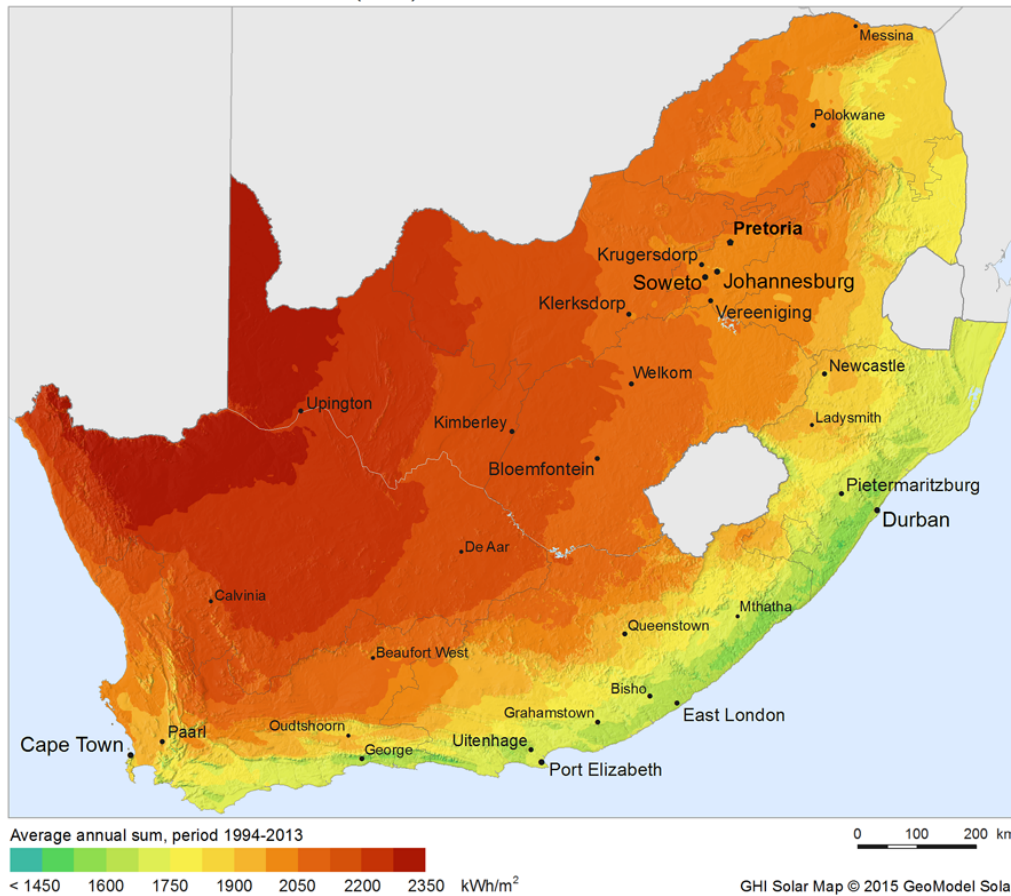 Messina
Polokwane
Pretoria
Krugersdorp
Soweto
Johannesburg
Klerksdorp
Vereeniging
Welkom
Newcastle
Upington
Kimberley
Ladysmith
Bloemfontein
Pietermaritzburg
Durban
De Aar
Calvinia
Mthatha
Queenstown
Beaufort West
Bisho
East London
Grahamstown
Oudtshoorn
Paarl
Cape Town
George
Uitenhage
Port Elizabeth
Average annual sum, period 1994-2013
0 100 200 km
< 1450 1600 1750 1900 2050 2200 2350 kWh/m²
GHI Solar Map © 2015 GeoModel Sola